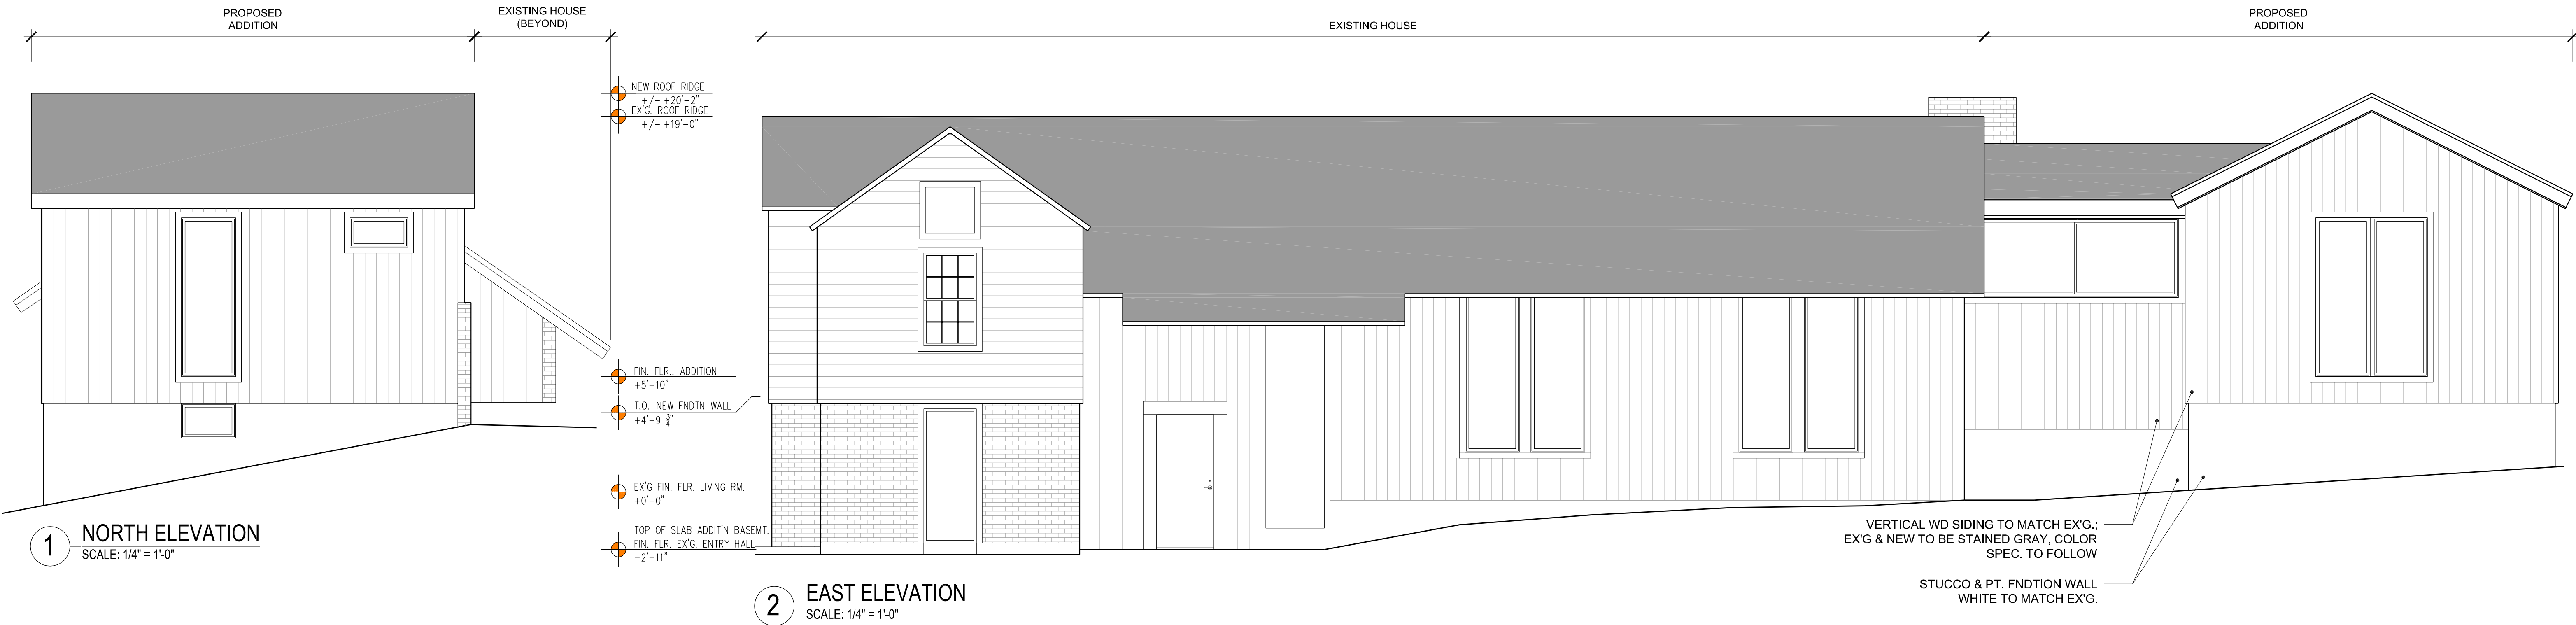 PROPOSED
ADDITION
EXISTING HOUSE
(BEYOND)
EXISTING HOUSE
PROPOSED
ADDITION
NEW ROOF RIDGE
+/- +20'-2"
EX'G. ROOF RIDGE
+/- +19'-0"
FIN. FLR., ADDITION
+5'-10"
T.O. NEW FNDTN WALL
+4'-9 3/4"
EX'G FIN. FLR. LIVING RM.
+0'-0"
TOP OF SLAB ADDIT'N BASEMT.
FIN. FLR. EX'G. ENTRY HALL
-2'-11"
1 NORTH ELEVATION
SCALE: 1/4" = 1'-0"
2 EAST ELEVATION
SCALE: 1/4" = 1'-0"
VERTICAL WD SIDING TO MATCH EX'G.;
EX'G & NEW TO BE STAINED GRAY, COLOR
SPEC. TO FOLLOW
STUCCO & PT. FNDTION WALL
WHITE TO MATCH EX'G.